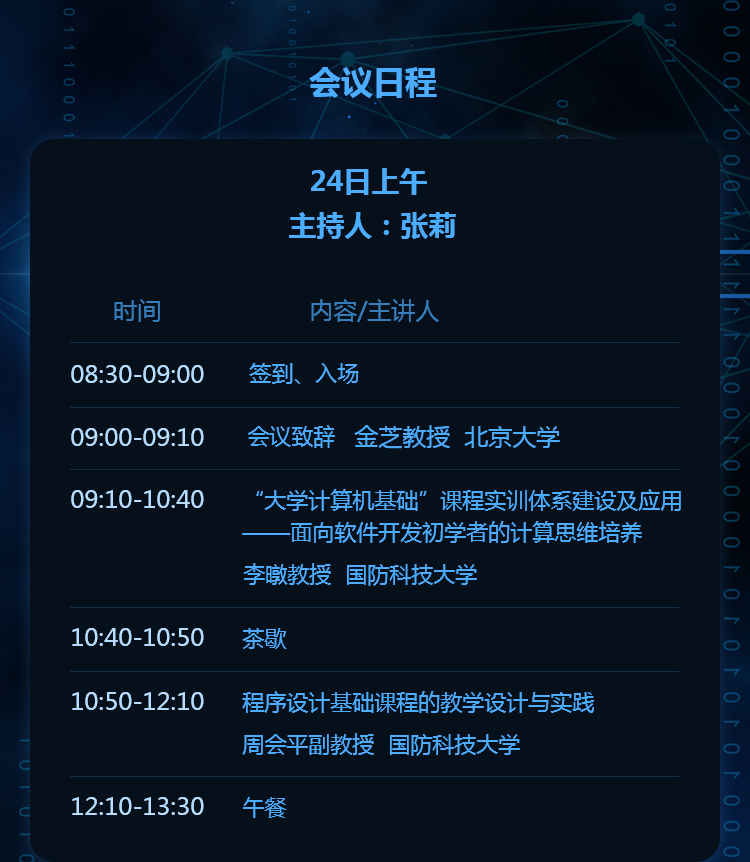 会议日程
24日上午
主持人：张莉
时间 内容/主讲人
08:30-09:00 签到、入场
09:00-09:10 会议致辞 金芝教授 北京大学
09:10-10:40 “大学计算机基础”课程实训体系建设及应用
——面向软件开发初学者的计算思维培养
李暾教授 国防科技大学
10:40-10:50 茶歇
10:50-12:10 程序设计基础课程的教学设计与实践
周会平副教授 国防科技大学
12:10-13:30 午餐